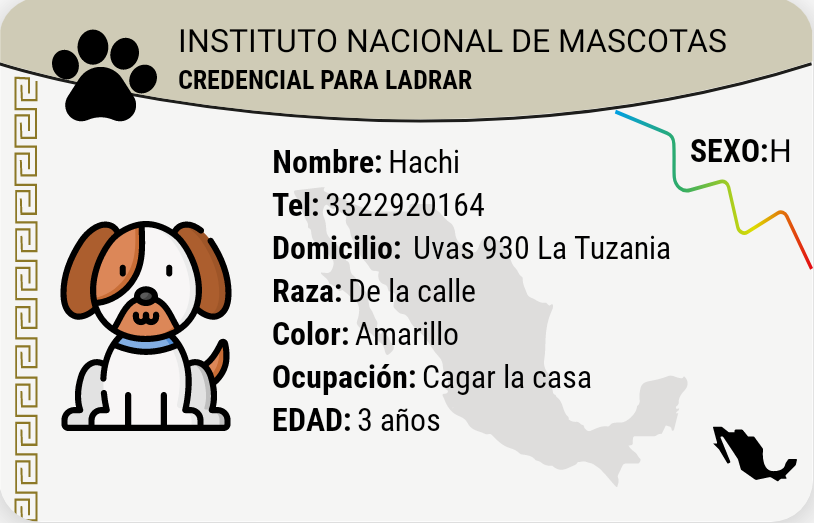 INSTITUTO NACIONAL DE MASCOTAS
CREDENCIAL PARA LADRAR
SEXO:H
Nombre: Hachi
Tel: 3322920164
Domicilio: Uvas 930 La Tuzania
Raza: De la calle
Color: Amarillo
Ocupación: Cagar la casa
EDAD: 3 años